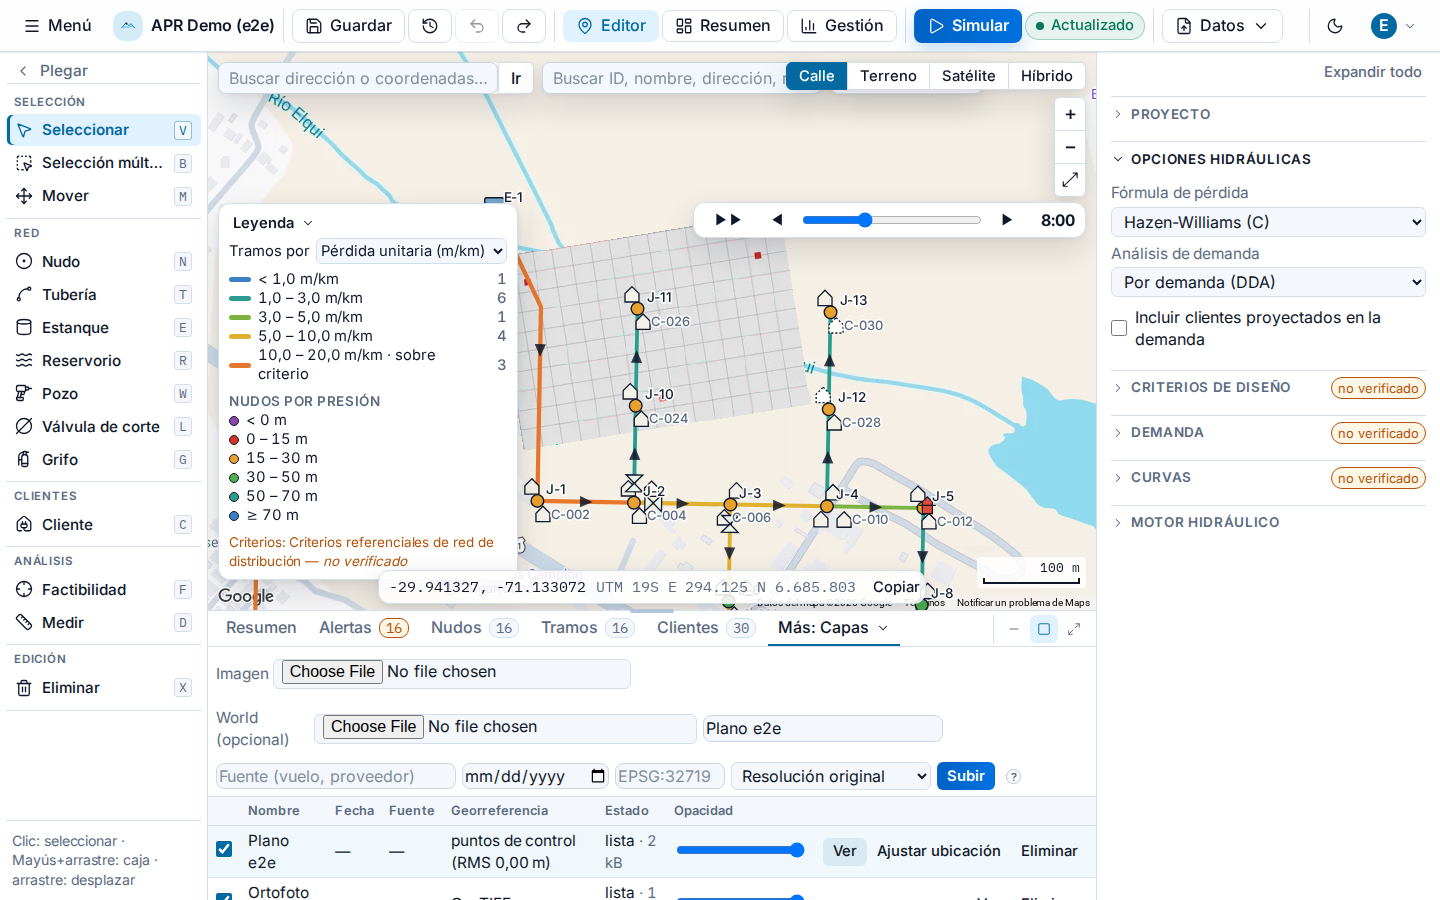 Menú
APR Demo (e2e)
Guardar
Editor
Resumen
Gestión
Simular
Actualizado
Datos
E
Plegar
SELECCIÓN
Seleccionar V
Selección múlt... B
Mover M
RED
Nudo N
Tubería T
Estanque E
Reservorio R
Pozo W
Válvula de corte L
Grifo G
CLIENTES
Cliente C
ANÁLISIS
Factibilidad F
Medir D
EDICIÓN
Eliminar X
Clic: seleccionar ·
Mayús+arrastre: caja ·
arrastre: desplazar
Buscar dirección o coordenadas...
Ir
Buscar ID, nombre, dirección,
Calle
Terreno
Satélite
Híbrido
Río Elqui
+
−
E-1
8:00
Leyenda
Tramos por Pérdida unitaria (m/km)
< 1,0 m/km 1
1,0 – 3,0 m/km 6
3,0 – 5,0 m/km 1
5,0 – 10,0 m/km 4
10,0 – 20,0 m/km · sobre
criterio 3
NUDOS POR PRESIÓN
< 0 m
0 – 15 m
15 – 30 m
30 – 50 m
50 – 70 m
≥ 70 m
Criterios: Criterios referenciales de red de
distribución — no verificado
J-11
C-026
J-13
C-030
J-10
C-024
J-12
C-028
J-1
C-002
J-2
C-004
J-3
C-006
J-4
C-010
J-5
C-012
J-8
100 m
-29.941327, -71.133072 UTM 19S E 294.125 N 6.685.803 Copiar
Google
Notificar un problema de Maps
Resumen
Alertas 16
Nudos 16
Tramos 16
Clientes 30
Más: Capas
Imagen Choose File No file chosen
World
(opcional) Choose File No file chosen
Plano e2e
Fuente (vuelo, proveedor)
mm/dd/yyyy
EPSG:32719
Resolución original
Subir
?
Nombre Fecha Fuente Georreferencia Estado Opacidad
Plano
e2e
—
—
puntos de control
(RMS 0,00 m)
lista · 2
kB
Ver
Ajustar ubicación
Eliminar
Ortofoto
lista · 1
Expandir todo
PROYECTO
OPCIONES HIDRÁULICAS
Fórmula de pérdida
Hazen-Williams (C)
Análisis de demanda
Por demanda (DDA)
Incluir clientes proyectados en la
demanda
CRITERIOS DE DISEÑO no verificado
DEMANDA no verificado
CURVAS no verificado
MOTOR HIDRÁULICO